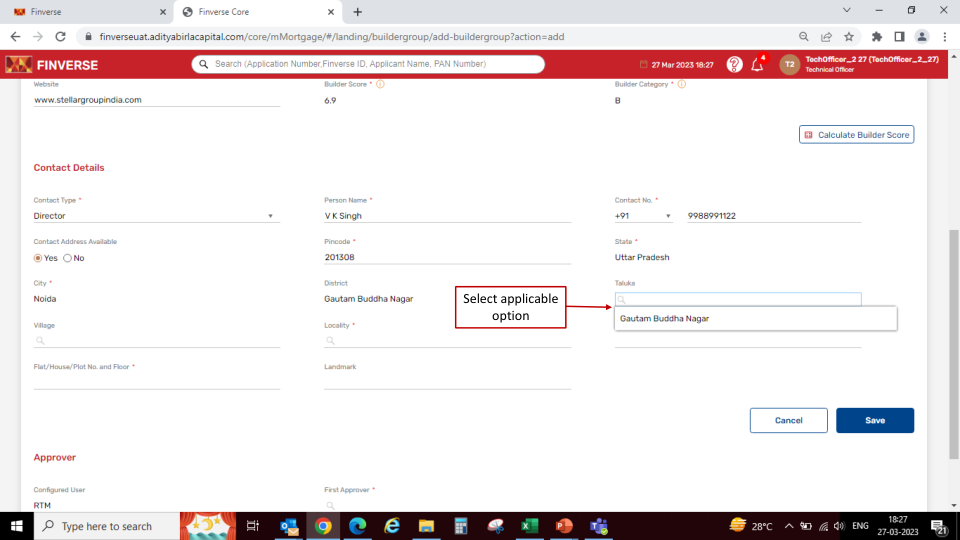 Finverse
Finverse Core
finverseuat.adityabirlacapital.com/core/mMortgage/#/landing/buildergroup/add-buildergroup?action=add
FINVERSE
Search (Application Number,Finverse ID, Applicant Name, PAN Number)
27 Mar 2023 18:27
4
T2
TechOfficer_2 27 (TechOfficer_2_27)
Technical Officer
Website
Builder Score *
Builder Category *
www.stellargroupindia.com
6.9
B
Calculate Builder Score
Contact Details
Contact Type *
Person Name *
Contact No. *
Director
V K Singh
+91
9988991122
Contact Address Available
Pincode *
State *
Yes
No
201308
Uttar Pradesh
City *
District
Taluka
Noida
Gautam Buddha Nagar
Select applicable
option
Gautam Buddha Nagar
Village
Locality *
Flat/House/Plot No. and Floor *
Landmark
Cancel
Save
Approver
Configured User
First Approver *
RTM
Type here to search
28°C
ENG
18:27
27-03-2023
21